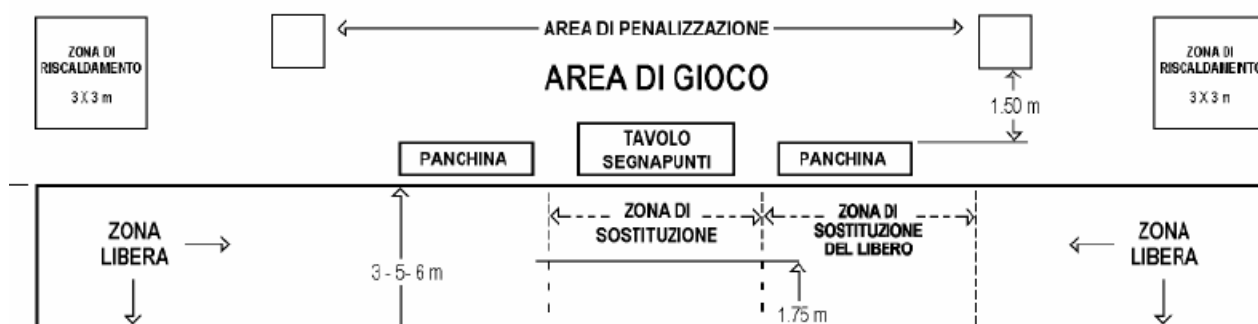 ZONA DI
RISCALDAMENTO
3 X 3 m
AREA DI PENALIZZAZIONE
AREA DI GIOCO
ZONA DI
RISCALDAMENTO
3 X 3 m
1.50 m
PANCHINA
TAVOLO
SEGNAPUNTI
PANCHINA
ZONA
LIBERA
3 - 5- 6 m
ZONA DI
SOSTITUZIONE
ZONA DI
SOSTITUZIONE
DEL LIBERO
1.75 m
ZONA
LIBERA